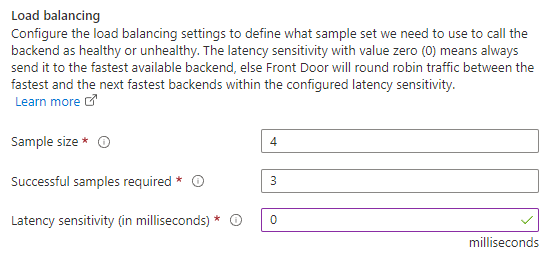 Load balancing
Configure the load balancing settings to define what sample set we need to use to call the
backend as healthy or unhealthy. The latency sensitivity with value zero (0) means always
send it to the fastest available backend, else Front Door will round robin traffic between the
fastest and the next fastest backends within the configured latency sensitivity.
Learn more
Sample size * 4
Successful samples required * 3
Latency sensitivity (in milliseconds) * 0
milliseconds